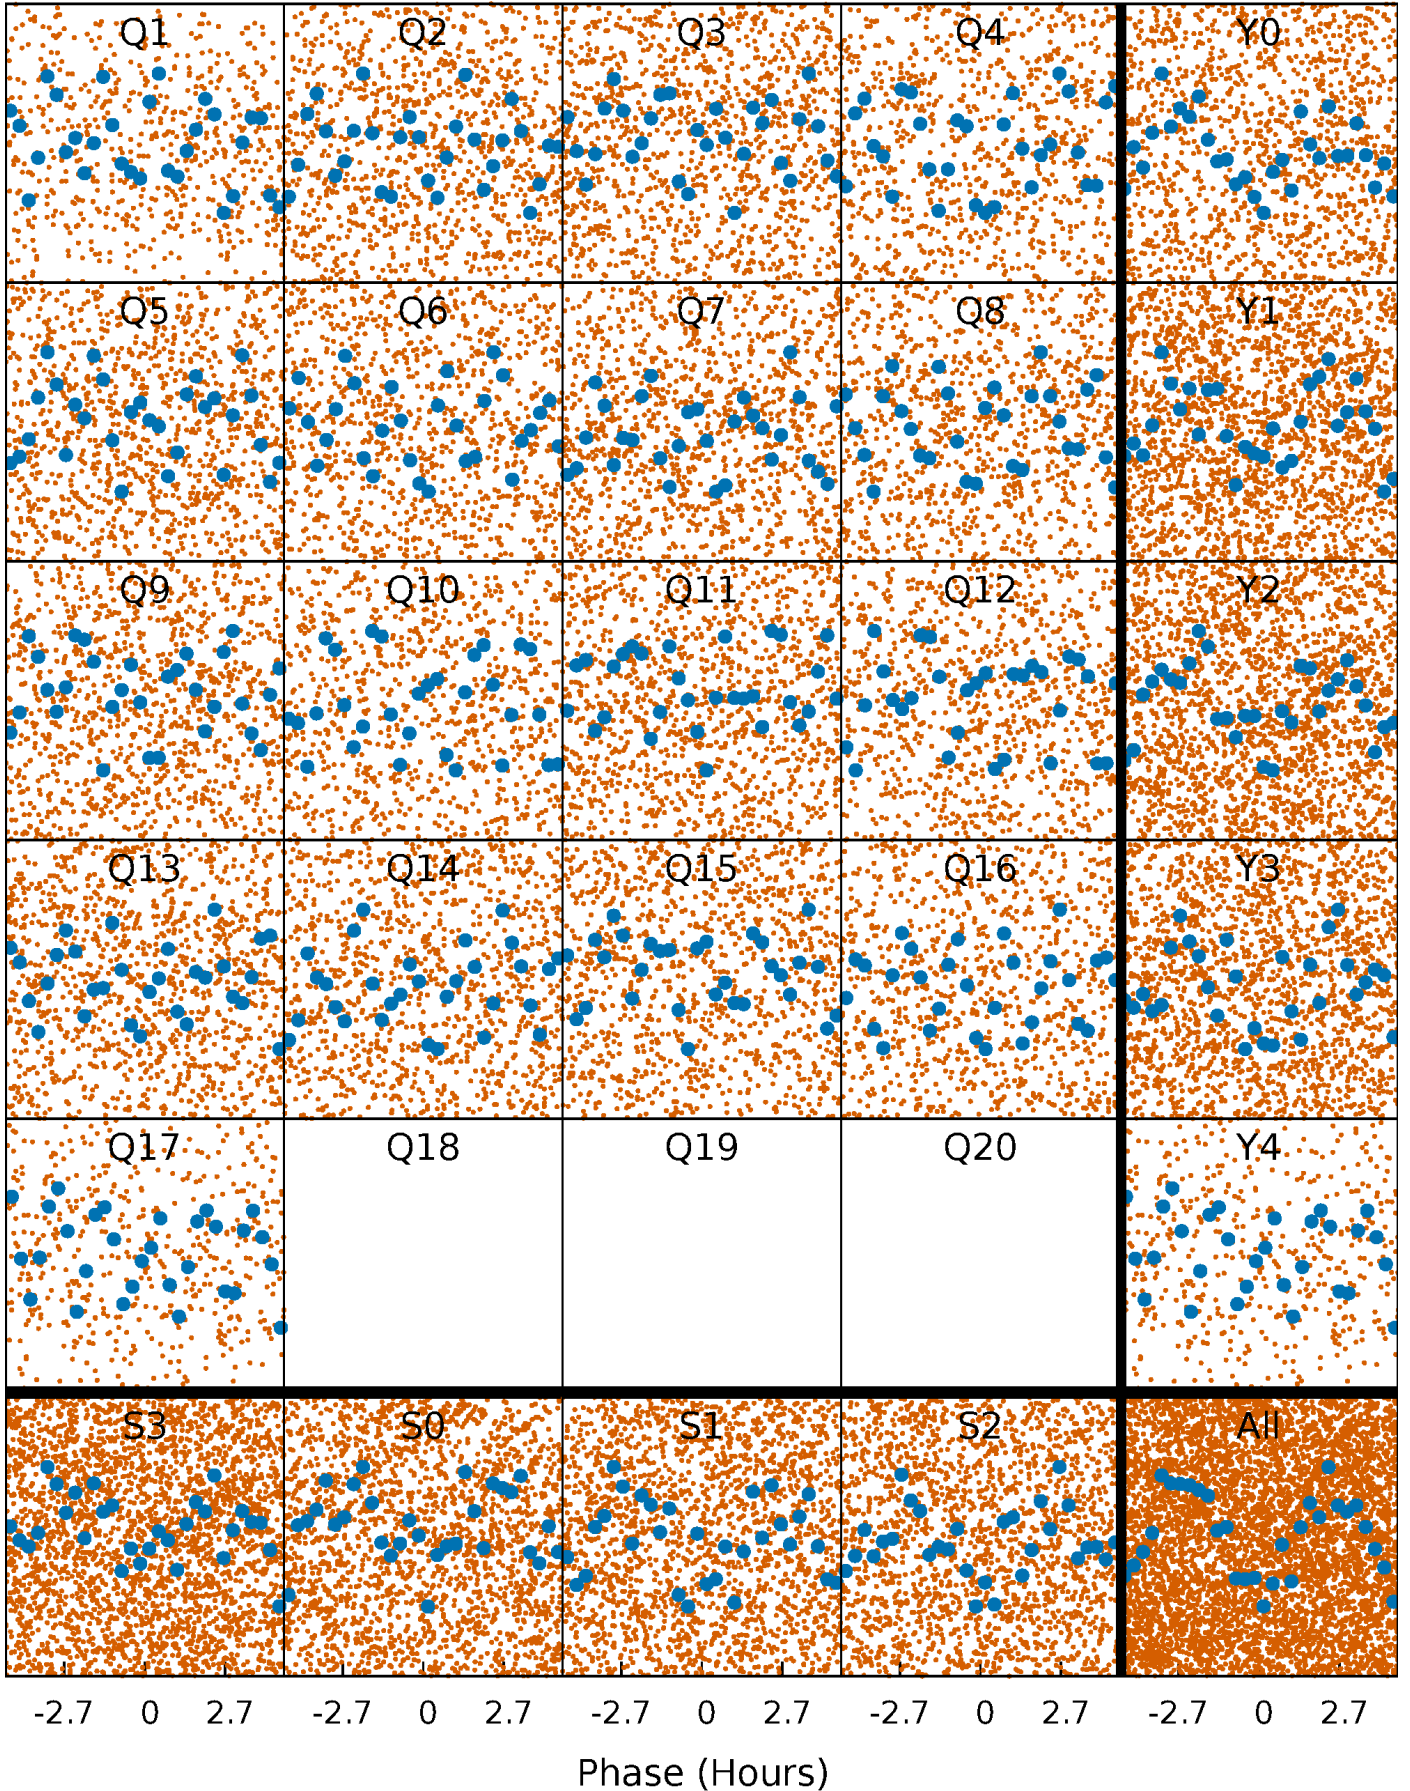 Q1 Q2 Q3 Q4 Y0
Q5 Q6 Q7 Q8 Y1
Q9 Q10 Q11 Q12 Y2
Q13 Q14 Q15 Q16 Y3
Q17 Q18 Q19 Q20 Y4
S3 S0 S1 S2 All
-2.7 0 2.7 -2.7 0 2.7 -2.7 0 2.7 -2.7 0 2.7 -2.7 0 2.7
Phase (Hours)